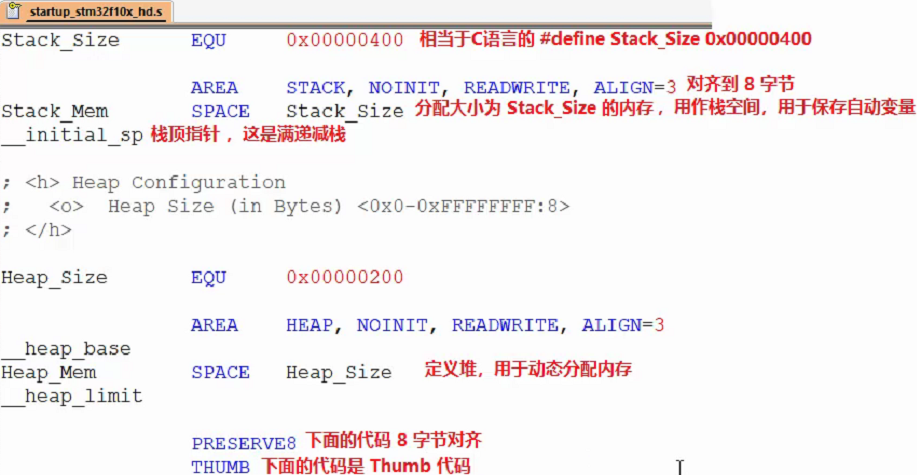 startup_stm32f10x_hd.s
Stack_Size EQU 0x00000400 相当于C语言的 #define Stack_Size 0x00000400
AREA STACK, NOINIT, READWRITE, ALIGN=3 对齐到 8 字节
Stack_Mem SPACE Stack_Size 分配大小为 Stack_Size 的内存，用作栈空间，用于保存自动变量
__initial_sp 栈顶指针，这是满递减栈
; <h> Heap Configuration
; <o> Heap Size (in Bytes) <0x0-0xFFFFFFFF:8>
; </h>
Heap_Size EQU 0x00000200
AREA HEAP, NOINIT, READWRITE, ALIGN=3
__heap_base
Heap_Mem SPACE Heap_Size 定义堆，用于动态分配内存
__heap_limit
PRESERVE8 下面的代码 8 字节对齐
THUMB 下面的代码是 Thumb 代码